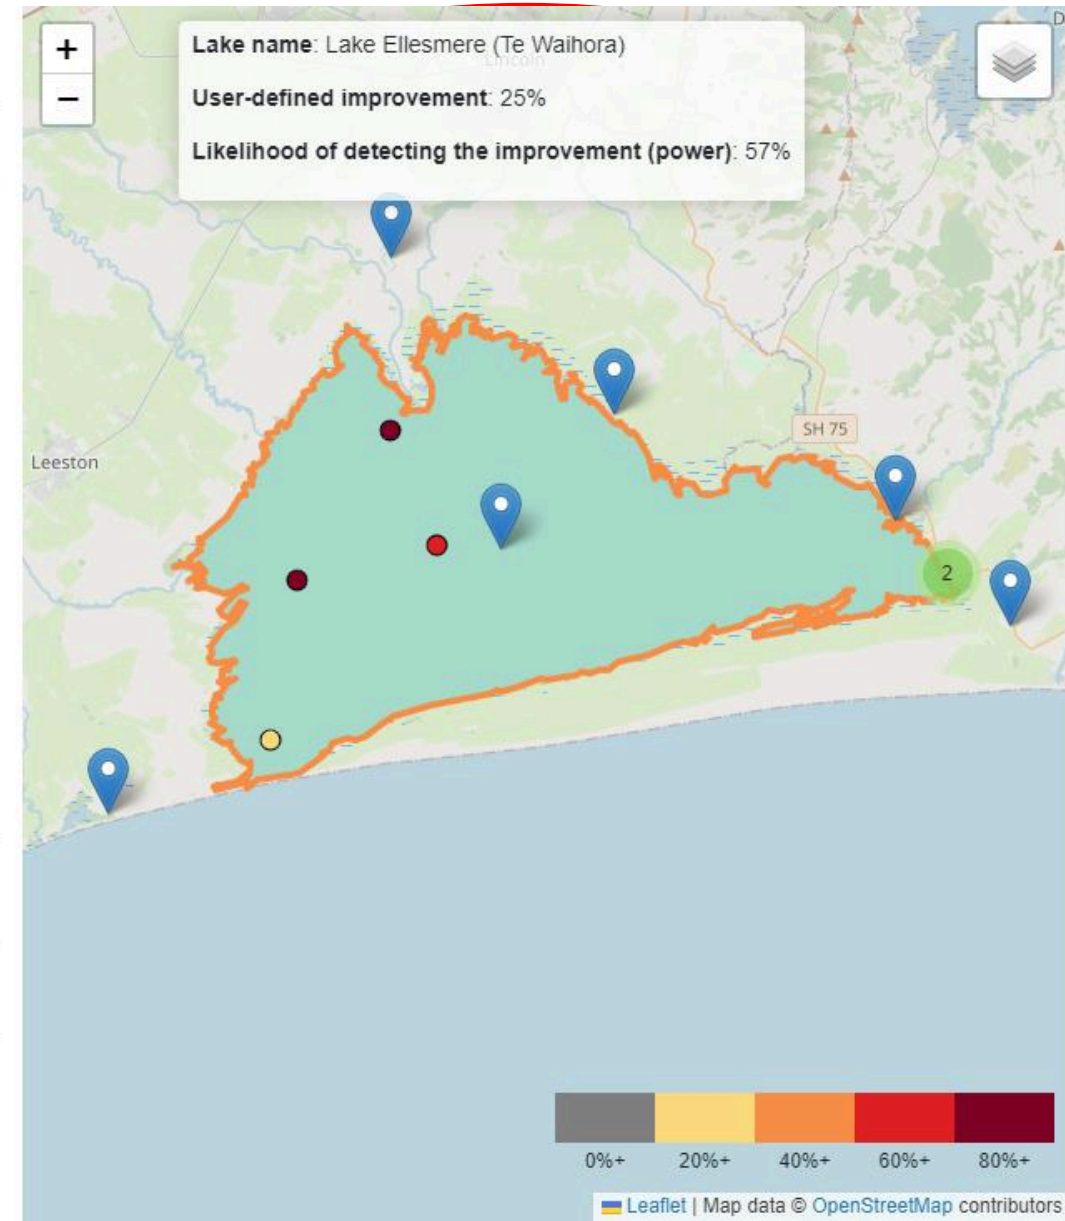 +
−
Lake name: Lake Ellesmere (Te Waihora)
Lincoln
User-defined improvement: 25%
Likelihood of detecting the improvement (power): 57%
D
SH 75
Leeston
2
0%+ 20%+ 40%+ 60%+ 80%+
Leaflet | Map data © OpenStreetMap contributors